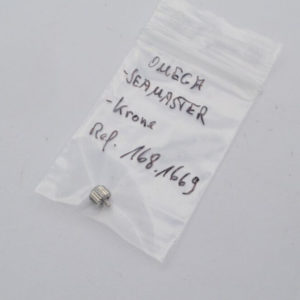 OMEGA
-SEAMASTER
-Krone
Ref. 168.1669